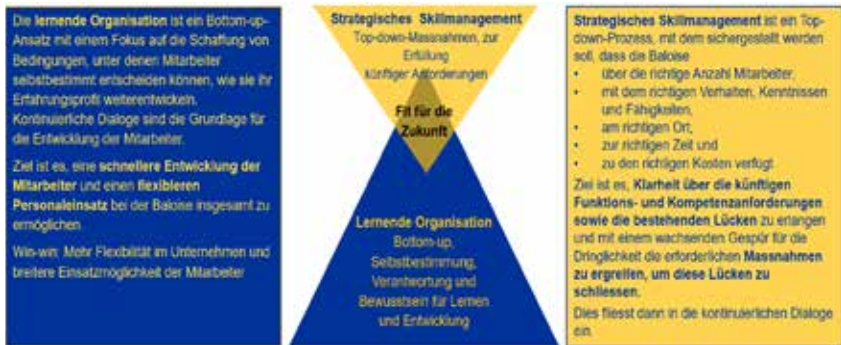 Die lernende Organisation ist ein Bottom-up-
Ansatz mit einem Fokus auf die Schaffung von
Bedingungen, unter denen Mitarbeiter
selbstbestimmt entscheiden können, wie sie ihr
Erfahrungsprofil weiterentwickeln.
Kontinuierliche Dialoge sind die Grundlage für
die Entwicklung der Mitarbeiter.
Ziel ist es, eine schnellere Entwicklung der
Mitarbeiter und einen flexibleren
Personaleinsatz bei der Baloise insgesamt zu
ermöglichen
Win-win: Mehr Flexibilität im Unternehmen und
breitere Einsatzmöglichkeit der Mitarbeiter
Strategisches Skillmanagement
Top-down-Massnahmen, zur
Erfüllung
künftiger Anforderungen
Fit für die
Zukunft
Lernende Organisation
Bottom-up,
Selbstbestimmung,
Verantwortung und
Bewusstsein für Lernen
und Entwicklung
Strategisches Skillmanagement ist ein Top-
down-Prozess, mit dem sichergestellt werden
soll, dass die Baloise
• über die richtige Anzahl Mitarbeiter,
• mit dem richtigen Verhalten, Kenntnissen
und Fähigkeiten,
• am richtigen Ort,
• zur richtigen Zeit und
• zu den richtigen Kosten verfügt
Ziel ist es, Klarheit über die künftigen
Funktions- und Kompetenzanforderungen
sowie die bestehenden Lücken zu erlangen
und mit einem wachsenden Gespür für die
Dringlichkeit die erforderlichen Massnahmen
zu ergreifen, um diese Lücken zu
schliessen.
Dies fliesst dann in die kontinuierlichen Dialoge
ein.